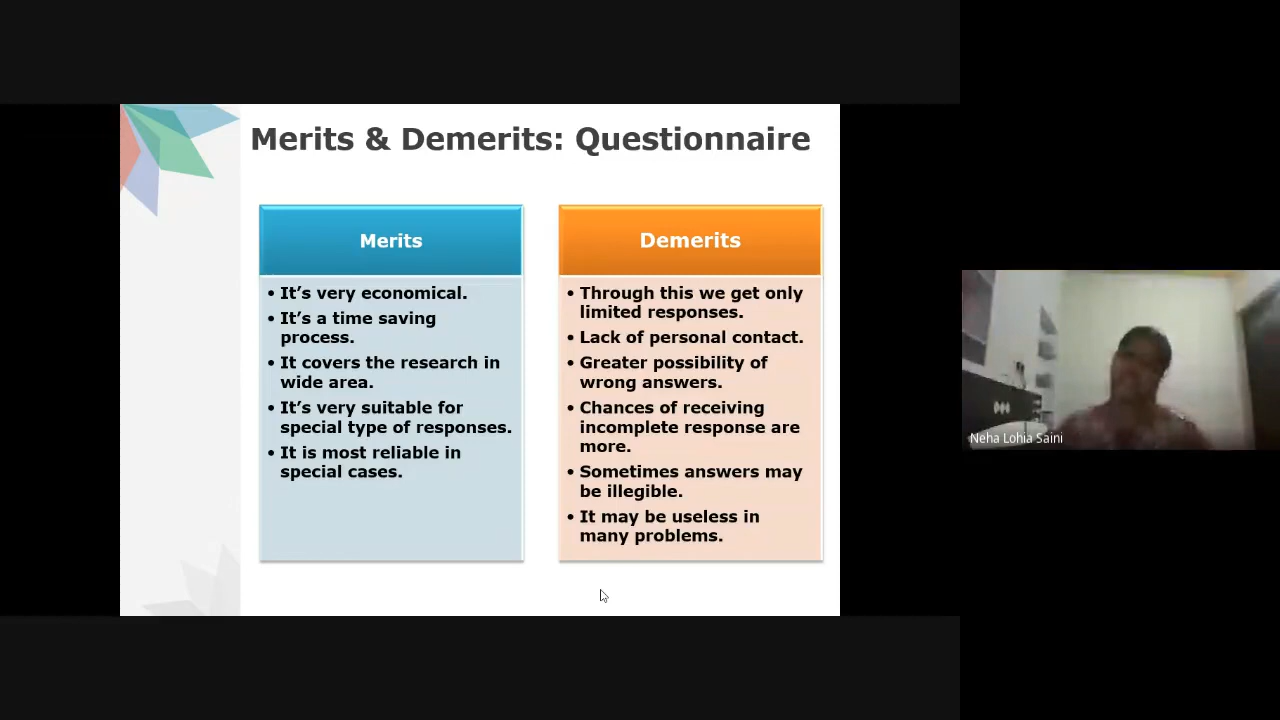 Merits & Demerits: Questionnaire
Merits
• It’s very economical.
• It’s a time saving
process.
• It covers the research in
wide area.
• It’s very suitable for
special type of responses.
• It is most reliable in
special cases.
Demerits
• Through this we get only
limited responses.
• Lack of personal contact.
• Greater possibility of
wrong answers.
• Chances of receiving
incomplete response are
more.
• Sometimes answers may
be illegible.
• It may be useless in
many problems.
Neha Lohia Saini